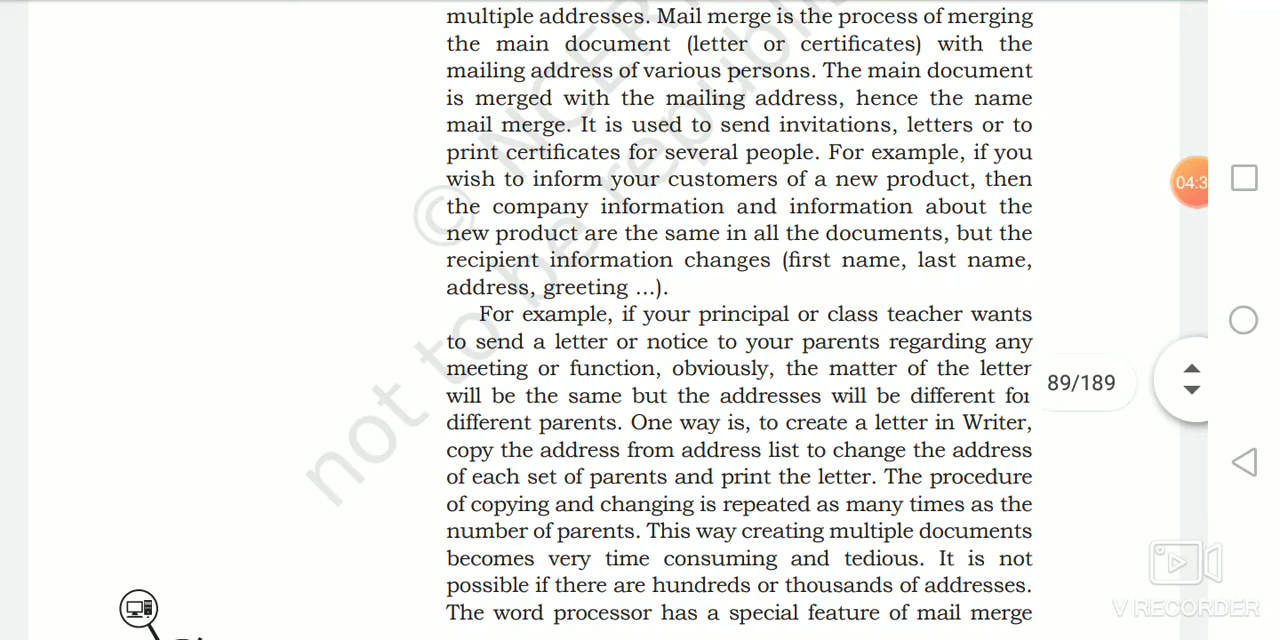 multiple addresses. Mail merge is the process of merging
the main document (letter or certificates) with the
mailing address of various persons. The main document
is merged with the mailing address, hence the name
mail merge. It is used to send invitations, letters or to
print certificates for several people. For example, if you
wish to inform your customers of a new product, then
the company information and information about the
new product are the same in all the documents, but the
recipient information changes (first name, last name,
address, greeting ...).
For example, if your principal or class teacher wants
to send a letter or notice to your parents regarding any
meeting or function, obviously, the matter of the letter
will be the same but the addresses will be different for
different parents. One way is, to create a letter in Writer,
copy the address from address list to change the address
of each set of parents and print the letter. The procedure
of copying and changing is repeated as many times as the
number of parents. This way creating multiple documents
becomes very time consuming and tedious. It is not
possible if there are hundreds or thousands of addresses.
The word processor has a special feature of mail merge
© NCER
not to be republi
04:3
89/189
V RECORDER